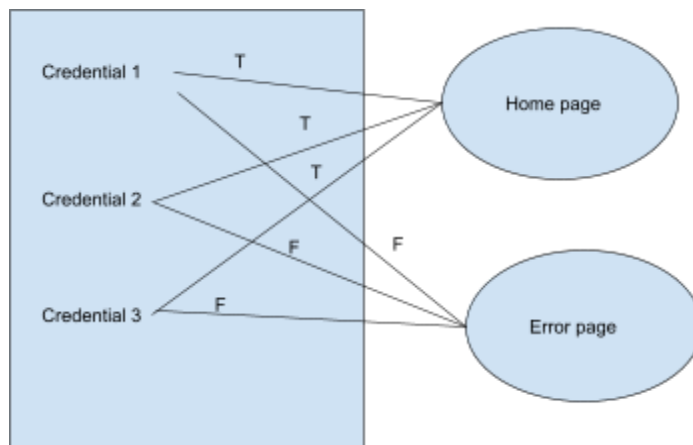 Credential 1
T
Home page
T
T
Credential 2
F
F
Credential 3
F
Error page